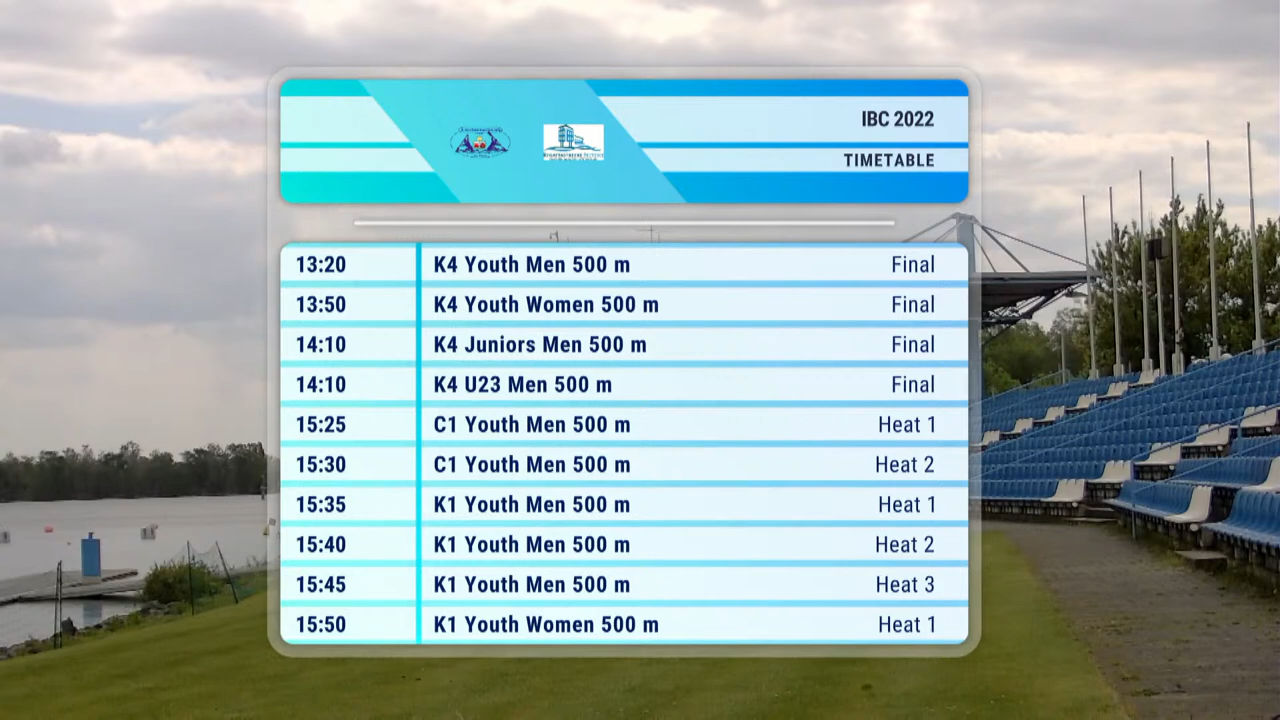 IBC 2022
TIMETABLE
13:20 K4 Youth Men 500 m Final
13:50 K4 Youth Women 500 m Final
14:10 K4 Juniors Men 500 m Final
14:10 K4 U23 Men 500 m Final
15:25 C1 Youth Men 500 m Heat 1
15:30 C1 Youth Men 500 m Heat 2
15:35 K1 Youth Men 500 m Heat 1
15:40 K1 Youth Men 500 m Heat 2
15:45 K1 Youth Men 500 m Heat 3
15:50 K1 Youth Women 500 m Heat 1